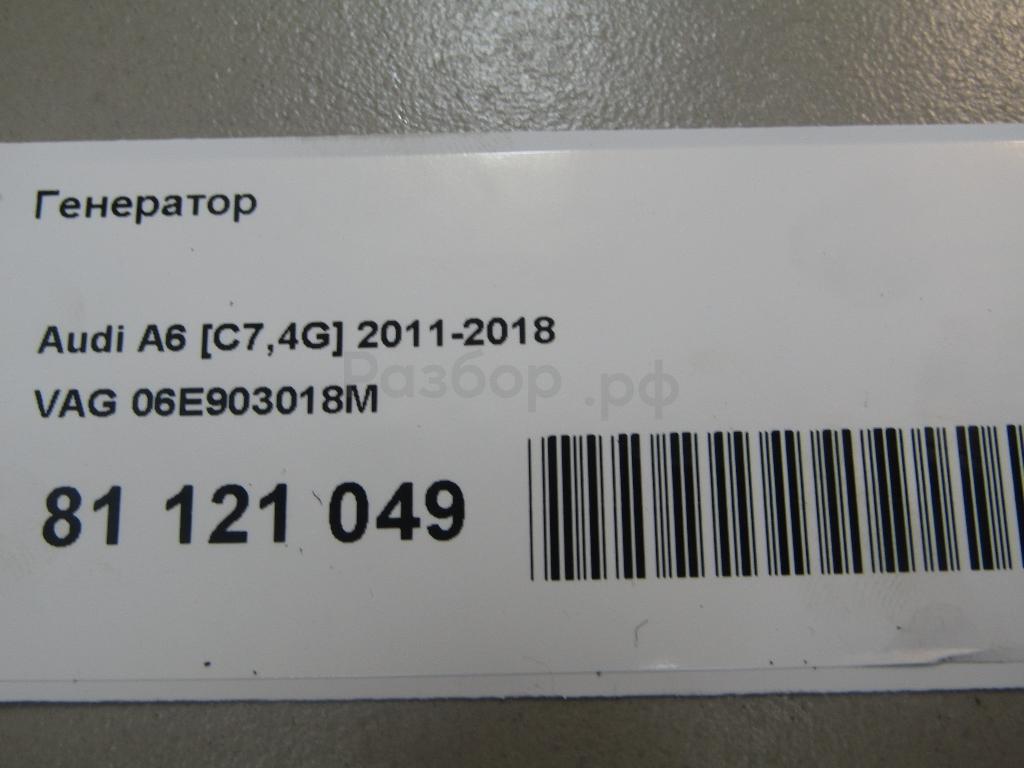 Генератор
Audi A6 [C7,4G] 2011-2018
Разбор.рф
VAG 06E903018M
81 121 049